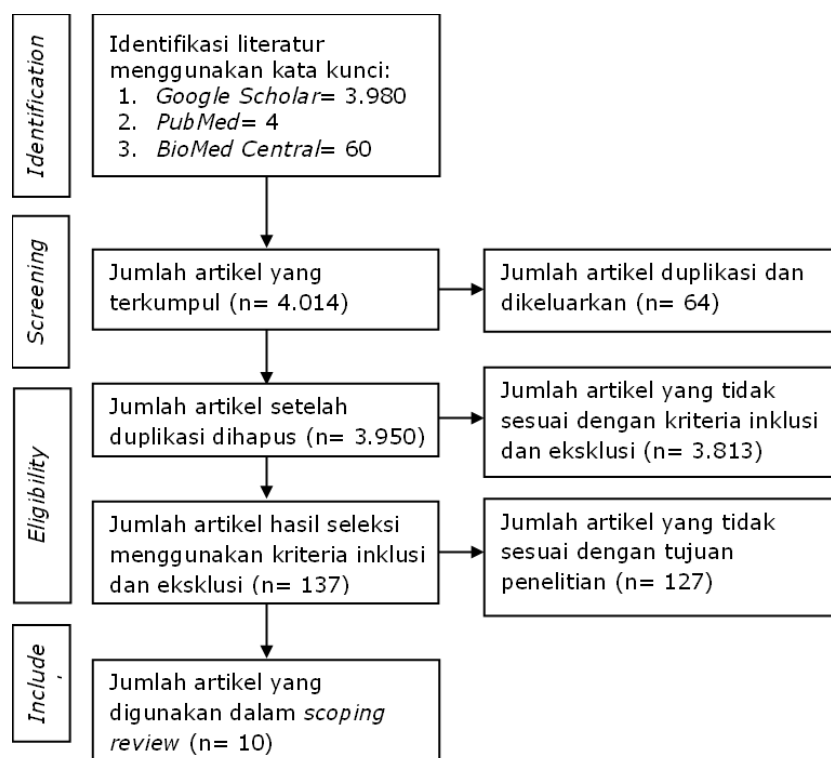 Identification
Identifikasi literatur
menggunakan kata kunci:
1. Google Scholar= 3.980
2. PubMed= 4
3. BioMed Central= 60
Screening
Jumlah artikel yang
terkumpul (n= 4.014)
Jumlah artikel duplikasi dan
dikeluarkan (n= 64)
Eligibility
Jumlah artikel setelah
duplikasi dihapus (n= 3.950)
Jumlah artikel yang tidak
sesuai dengan kriteria inklusi
dan eksklusi (n= 3.813)
Jumlah artikel hasil seleksi
menggunakan kriteria inklusi
dan eksklusi (n= 137)
Jumlah artikel yang tidak
sesuai dengan tujuan
penelitian (n= 127)
Include
Jumlah artikel yang
digunakan dalam scoping
review (n= 10)